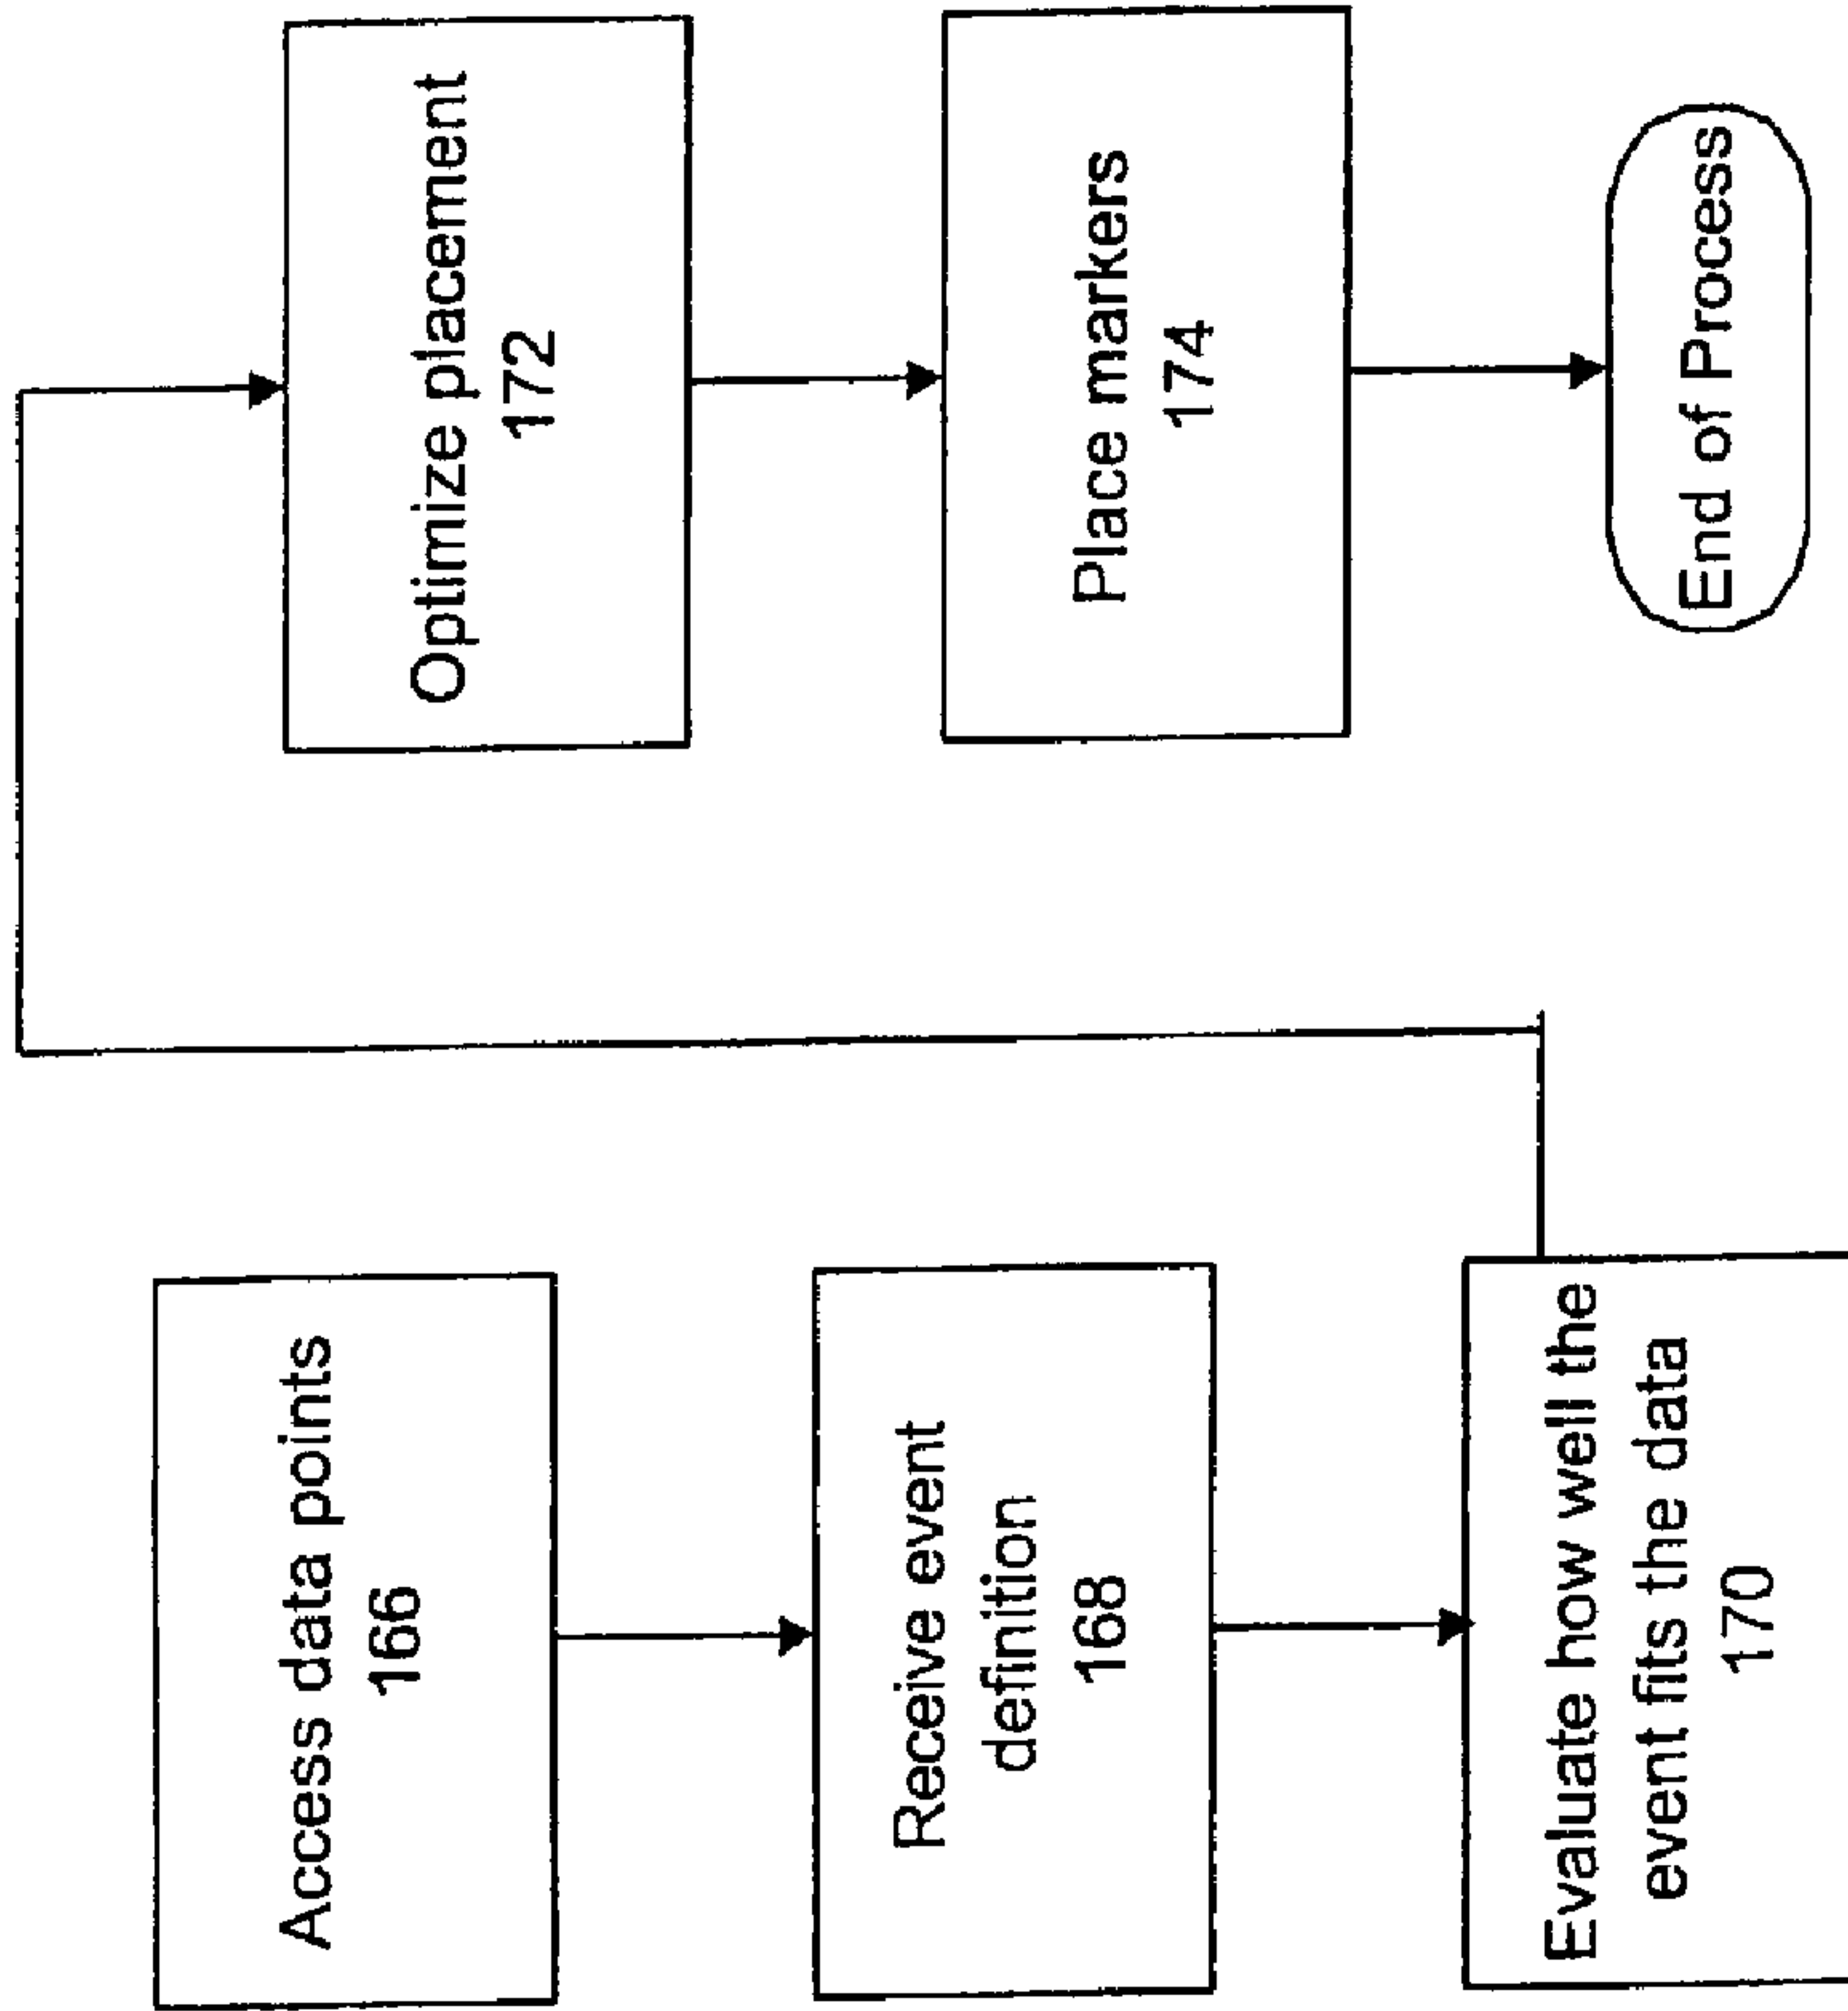 Access data points
166
Receive event
definition
168
Evaluate how well the
event fits the data
170
Optimize placement
172
Place markers
174
End of Process